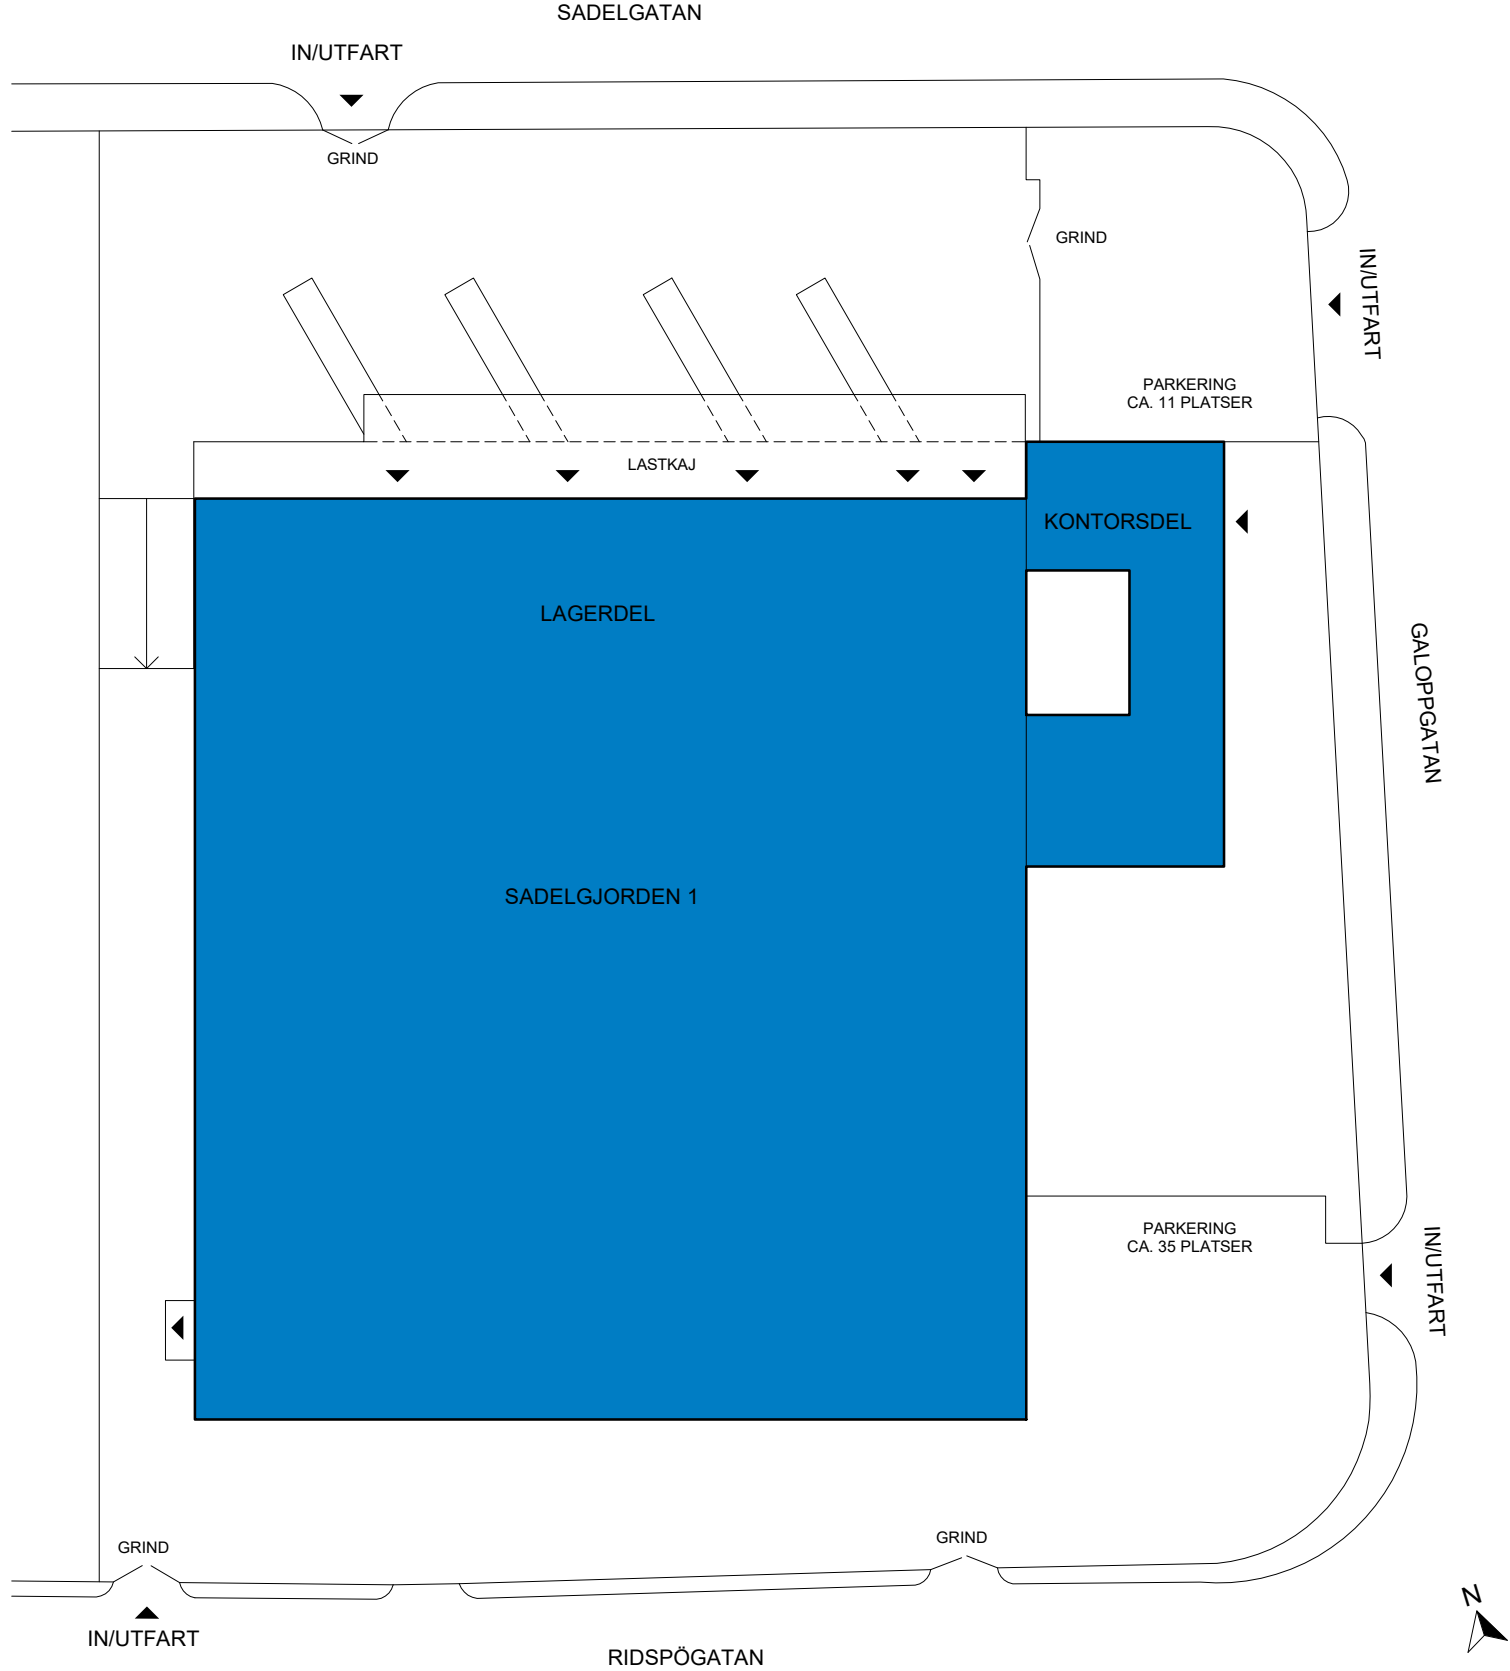 SADELGATAN
IN/UTFART
GRIND
GRIND
IN/UTFART
PARKERING
CA. 11 PLATSER
LASTKAJ
KONTORSDEL
LAGERDEL
GALOPPGATAN
SADELGJORDEN 1
PARKERING
CA. 35 PLATSER
IN/UTFART
GRIND
GRIND
N
IN/UTFART
RIDSPÖGATAN